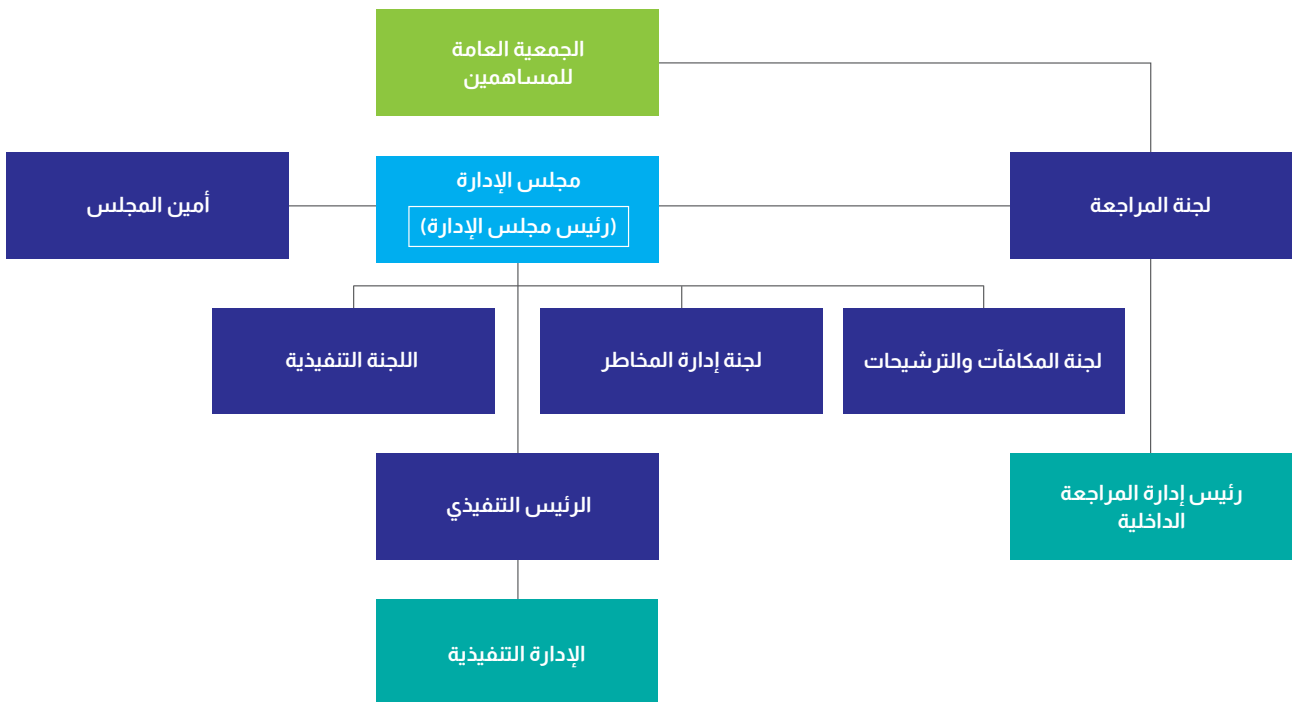 الجمعية العامة
للمساهمين
لجنة المراجعة
مجلس الإدارة
(رئيس مجلس الإدارة)
أمين المجلس
لجنة المكافآت والترشيحات
لجنة إدارة المخاطر
اللجنة التنفيذية
رئيس إدارة المراجعة
الداخلية
الرئيس التنفيذي
الإدارة التنفيذية